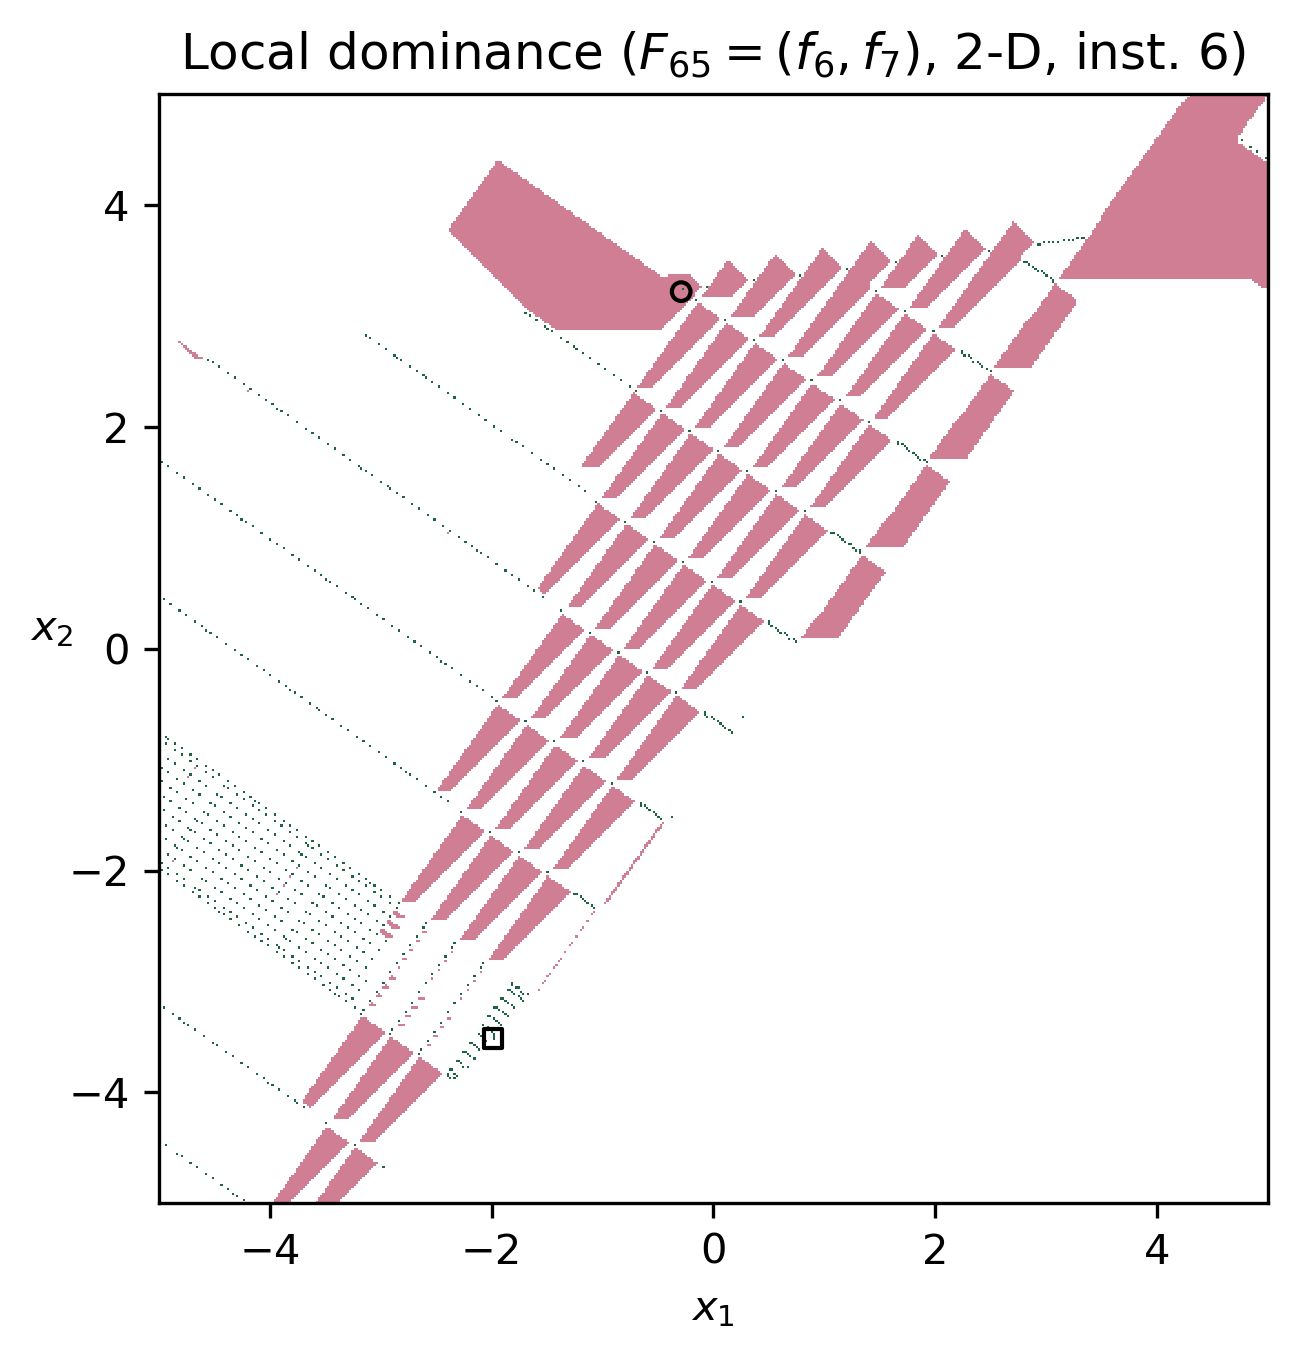 Local dominance (F₆₅ = (f₆, f₇), 2-D, inst. 6)
4
2
x₂
0
−2
−4
−4 −2 0 2 4
x₁